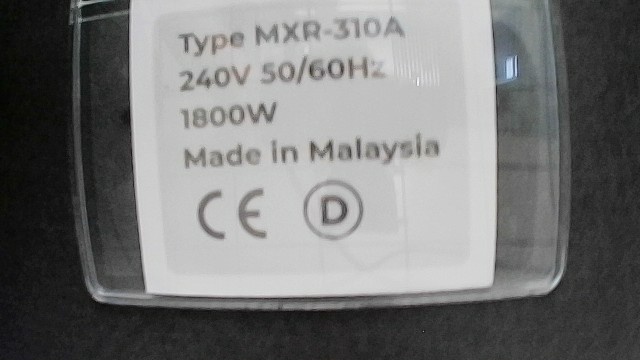 Type MXR-310A
240V 50/60Hz
1800W
Made in Malaysia
CE D